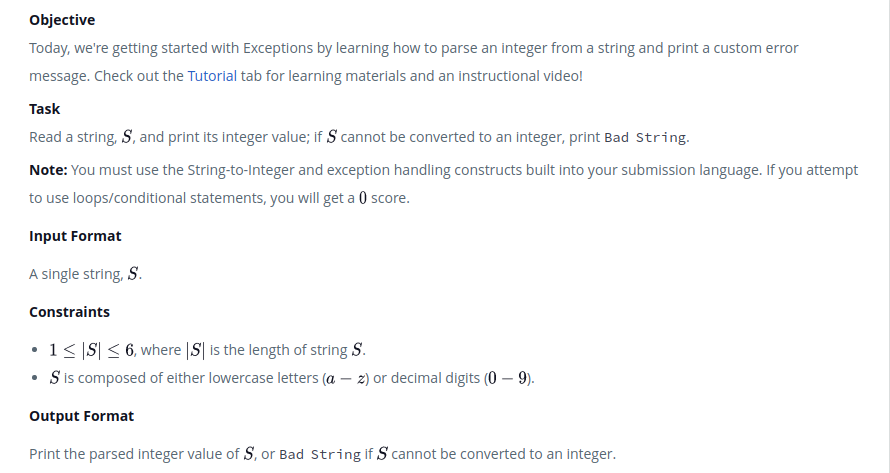 Objective
Today, we're getting started with Exceptions by learning how to parse an integer from a string and print a custom error
message. Check out the Tutorial tab for learning materials and an instructional video!
Task
Read a string, S, and print its integer value; if S cannot be converted to an integer, print Bad String.
Note: You must use the String-to-Integer and exception handling constructs built into your submission language. If you attempt
to use loops/conditional statements, you will get a 0 score.
Input Format
A single string, S.
Constraints
• 1 ≤ |S| ≤ 6, where |S| is the length of string S.
• S is composed of either lowercase letters (a − z) or decimal digits (0 − 9).
Output Format
Print the parsed integer value of S, or Bad String if S cannot be converted to an integer.